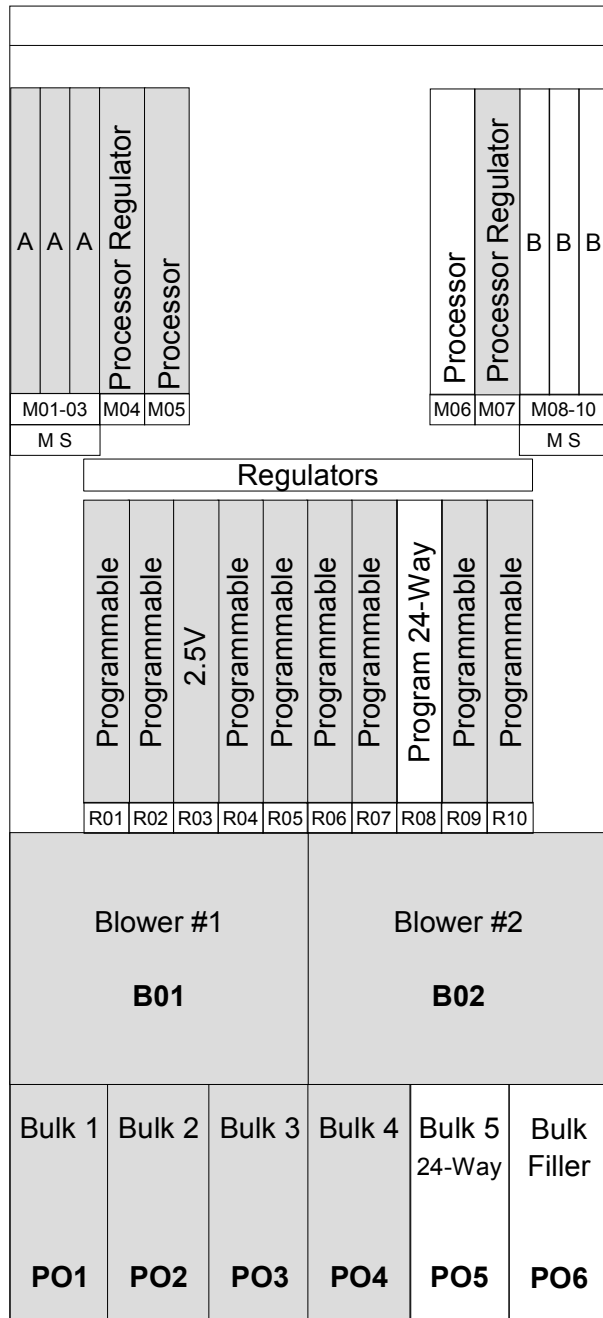 A A A Processor Regulator Processor Processor Processor Regulator B B B
M01-03 M04 M05 M06 M07 M08-10
M S M S
Regulators
Programmable Programmable 2.5V Programmable Programmable Programmable Programmable Program 24-Way Programmable Programmable
R01 R02 R03 R04 R05 R06 R07 R08 R09 R10
Blower #1 Blower #2
B01 B02
Bulk 1 Bulk 2 Bulk 3 Bulk 4 Bulk 5 Bulk
24-Way Filler
PO1 PO2 PO3 PO4 PO5 PO6